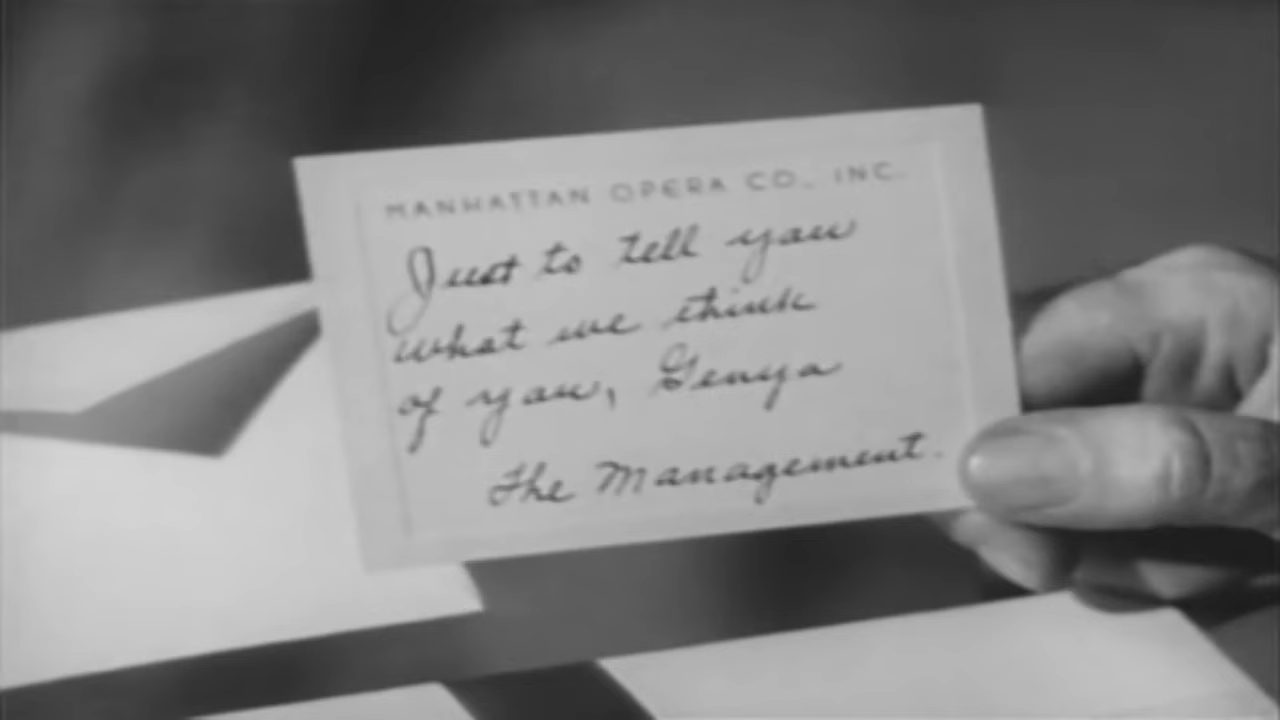 MANHATTAN OPERA CO., INC.
Just to tell you
what we think
of you, Genya
The Management.